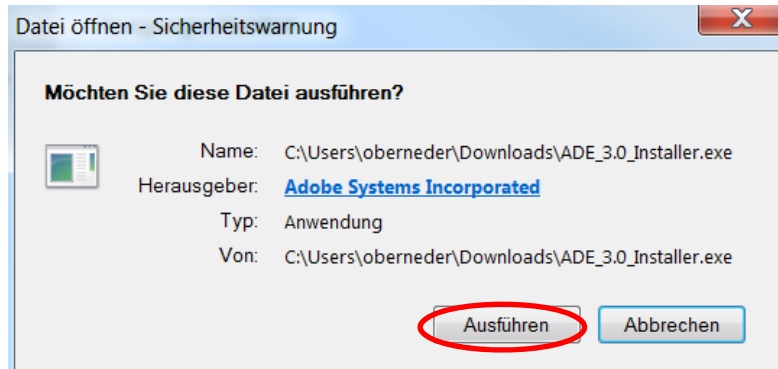 Datei öffnen - Sicherheitswarnung
Möchten Sie diese Datei ausführen?
Name: C:\Users\oberneder\Downloads\ADE_3.0_Installer.exe
Herausgeber: Adobe Systems Incorporated
Typ: Anwendung
Von: C:\Users\oberneder\Downloads\ADE_3.0_Installer.exe
Ausführen Abbrechen